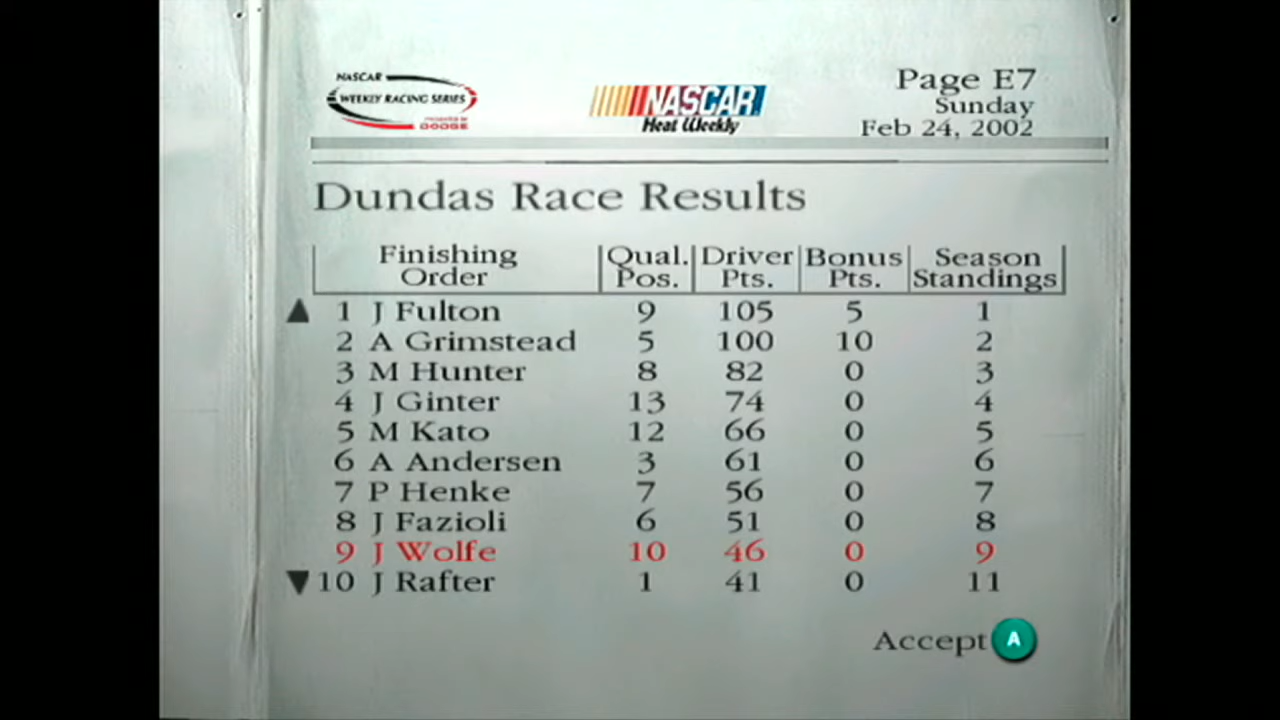 NASCAR
WEEKLY RACING SERIES
DODGE
NASCAR
Heat Weekly
Page E7
Sunday
Feb 24, 2002
Dundas Race Results
Finishing Order Qual. Pos. Driver Pts. Bonus Pts. Season Standings
1 J Fulton 9 105 5 1
2 A Grimstead 5 100 10 2
3 M Hunter 8 82 0 3
4 J Ginter 13 74 0 4
5 M Kato 12 66 0 5
6 A Andersen 3 61 0 6
7 P Henke 7 56 0 7
8 J Fazioli 6 51 0 8
9 J Wolfe 10 46 0 9
10 J Rafter 1 41 0 11
Accept A